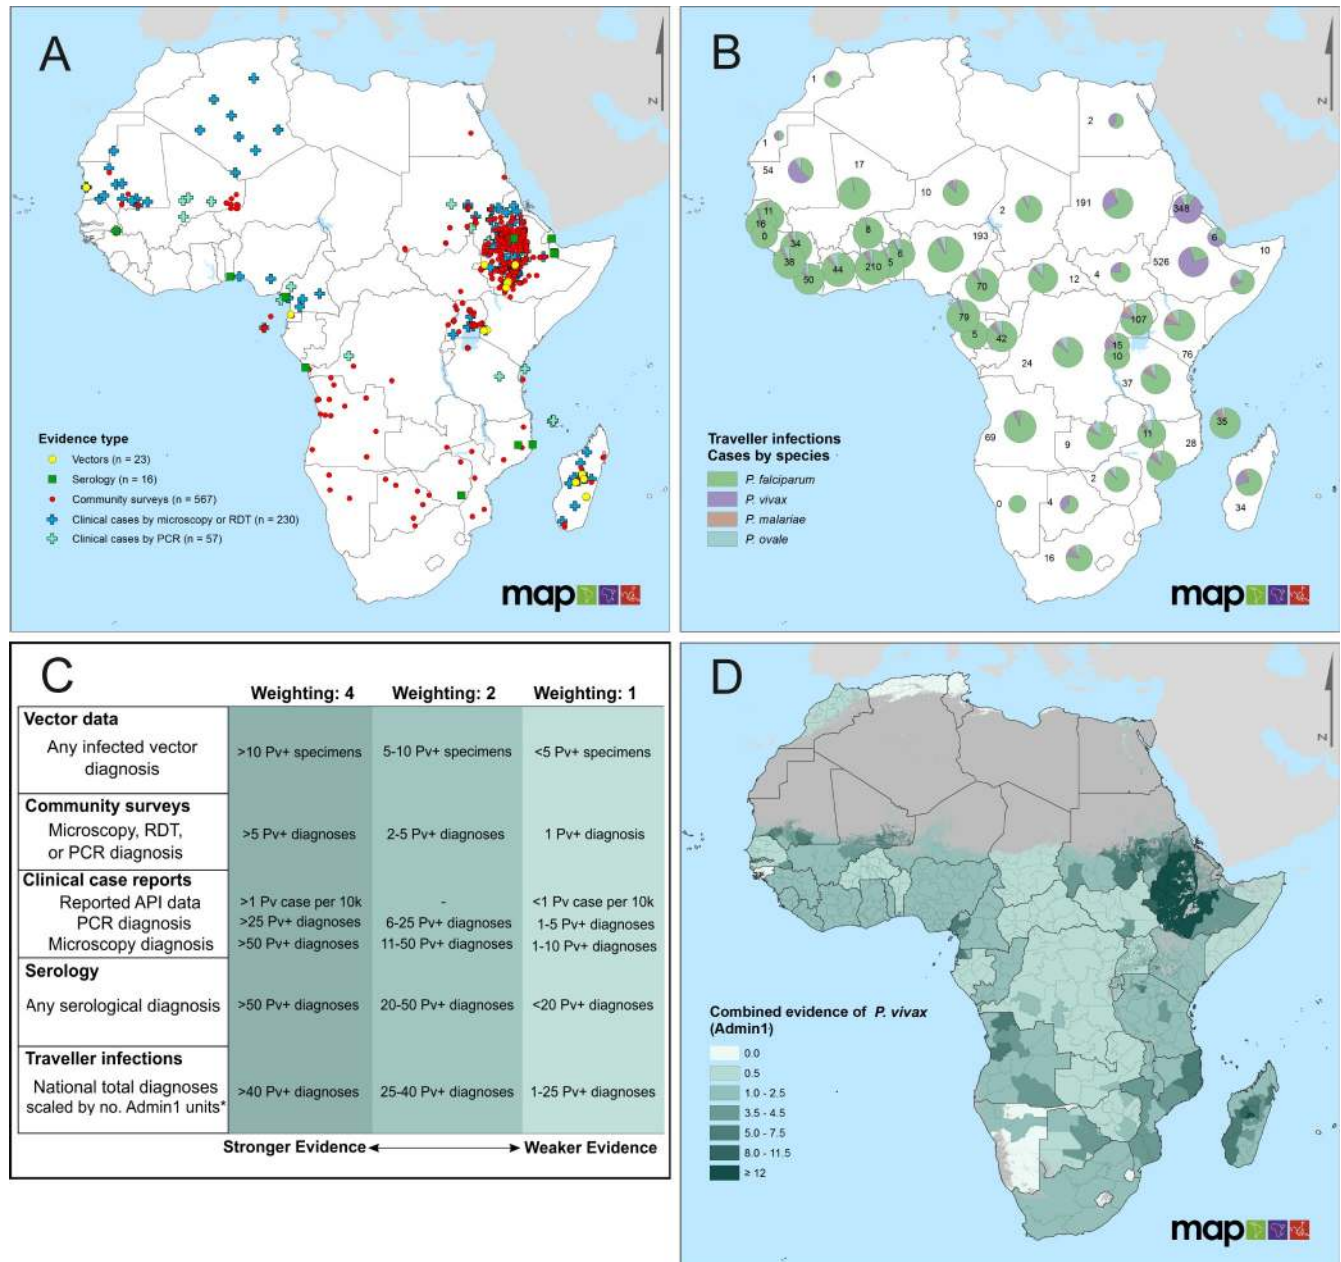 A
N
Evidence type
Vectors (n = 23)
Serology (n = 16)
Community surveys (n = 567)
Clinical cases by microscopy or RDT (n = 230)
Clinical cases by PCR (n = 57)
map
B
N
1
2
1
54
17
10
2
191
348
6
11
16
0
34
38
50
44
8
210
5
6
193
526
10
4
12
70
79
5
42
107
15
10
76
24
37
69
9
11
28
35
2
34
0
4
16
Traveller infections
Cases by species
P. falciparum
P. vivax
P. malariae
P. ovale
map
C
Weighting: 4 Weighting: 2 Weighting: 1
Vector data
Any infected vector
diagnosis
>10 Pv+ specimens 5-10 Pv+ specimens <5 Pv+ specimens
Community surveys
Microscopy, RDT,
or PCR diagnosis
>5 Pv+ diagnoses 2-5 Pv+ diagnoses 1 Pv+ diagnosis
Clinical case reports
Reported API data >1 Pv case per 10k - <1 Pv case per 10k
PCR diagnosis >25 Pv+ diagnoses 6-25 Pv+ diagnoses 1-5 Pv+ diagnoses
Microscopy diagnosis >50 Pv+ diagnoses 11-50 Pv+ diagnoses 1-10 Pv+ diagnoses
Serology
Any serological diagnosis >50 Pv+ diagnoses 20-50 Pv+ diagnoses <20 Pv+ diagnoses
Traveller infections
National total diagnoses
scaled by no. Admin1 units*
>40 Pv+ diagnoses 25-40 Pv+ diagnoses 1-25 Pv+ diagnoses
Stronger Evidence Weaker Evidence
D
N
Combined evidence of P. vivax
(Admin1)
0.0
0.5
1.0 - 2.5
3.5 - 4.5
5.0 - 7.5
8.0 - 11.5
≥ 12
map